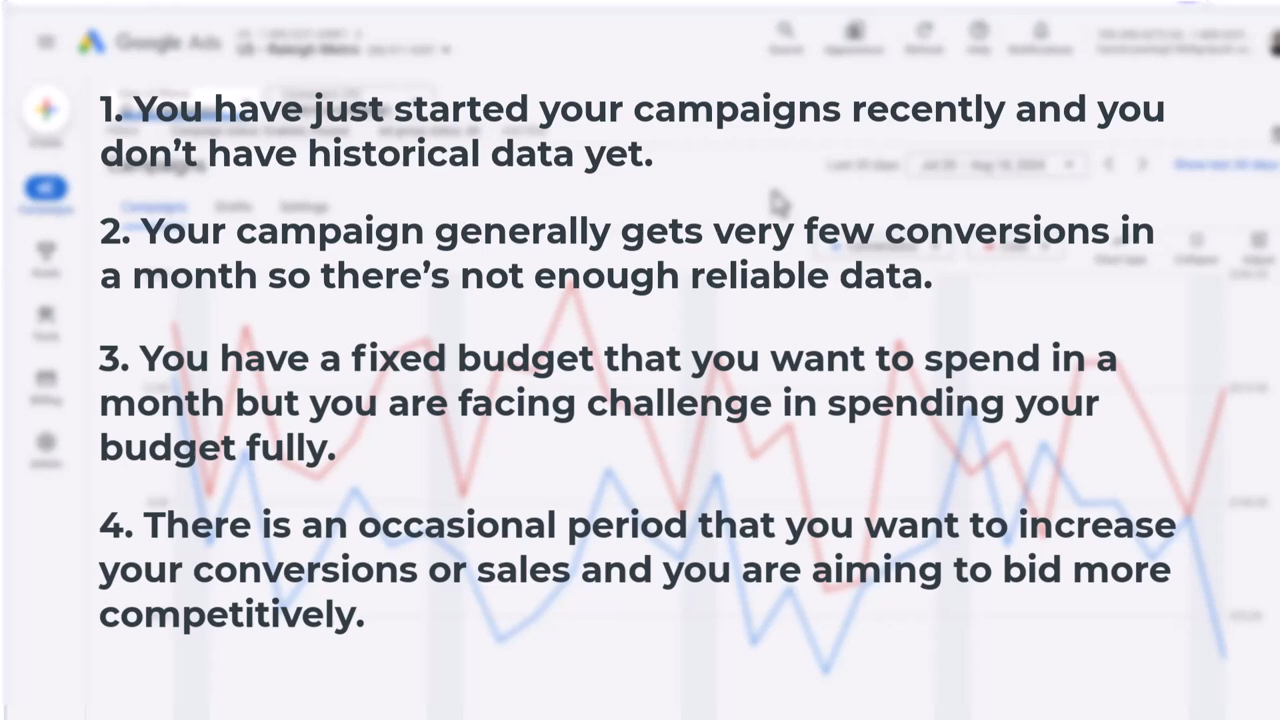 Google Ads
1. You have just started your campaigns recently and you
don't have historical data yet.
2. Your campaign generally gets very few conversions in
a month so there's not enough reliable data.
3. You have a fixed budget that you want to spend in a
month but you are facing challenge in spending your
budget fully.
4. There is an occasional period that you want to increase
your conversions or sales and you are aiming to bid more
competitively.